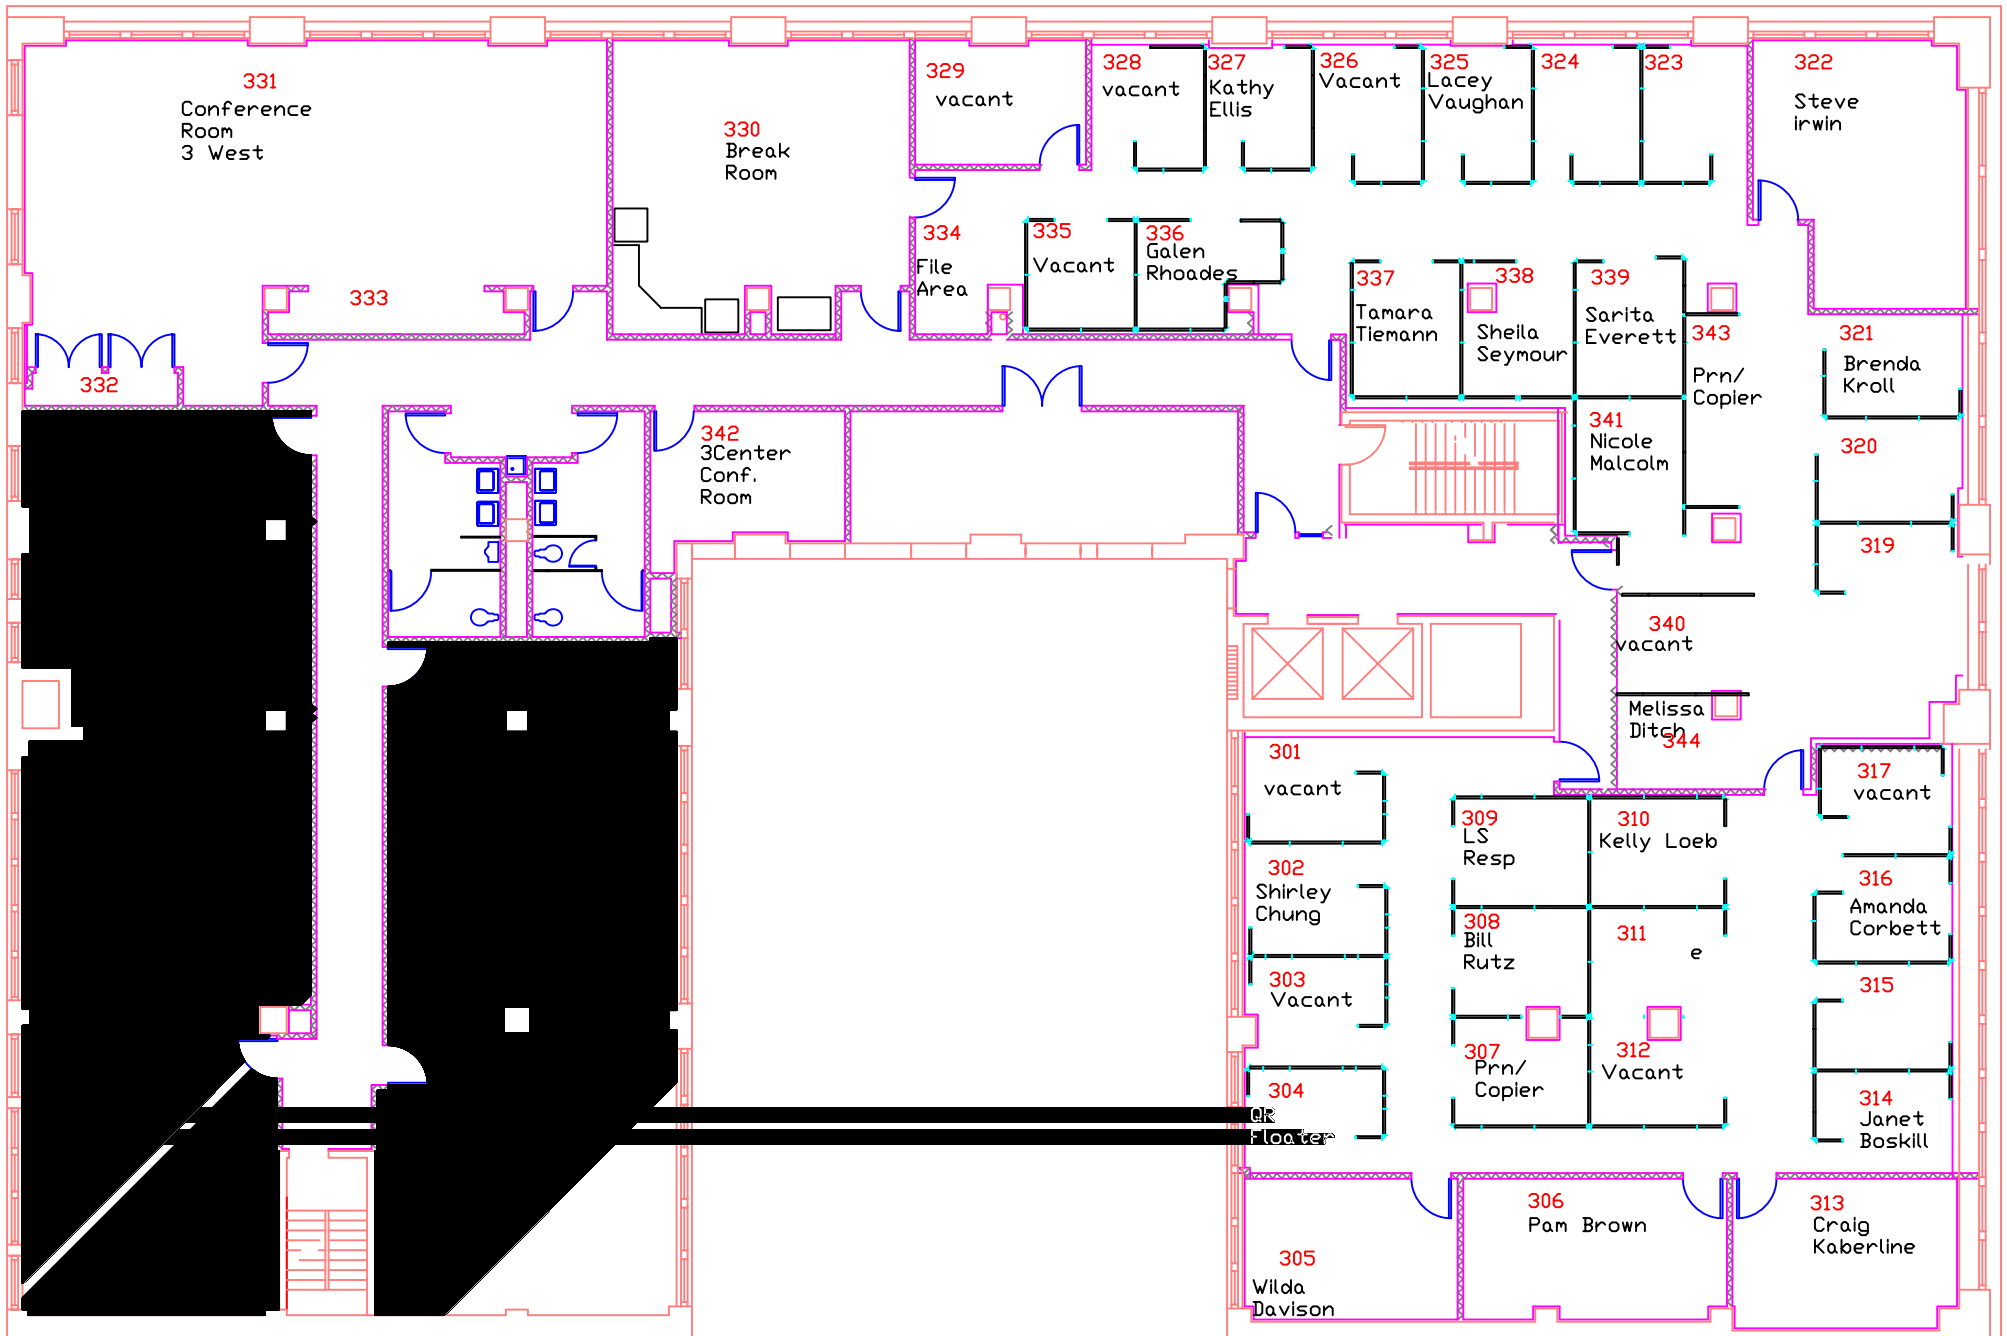 331
Conference
Room
3 West
330
Break
Room
329
vacant
328
vacant
327
Kathy
Ellis
326
Vacant
325
Lacey
Vaughan
324
323
322
Steve
irwin
333
332
334
File
Area
335
Vacant
336
Galen
Rhoades
337
Tamara
Tiemann
338
Sheila
Seymour
339
Sarita
Everett
343
Prn/
Copier
321
Brenda
Kroll
342
3Center
Conf.
Room
341
Nicole
Malcolm
320
319
340
vacant
Melissa
Ditch
344
301
vacant
317
vacant
309
LS
Resp
310
Kelly Loeb
302
Shirley
Chung
316
Amanda
Corbett
308
Bill
Rutz
311
e
303
Vacant
315
307
Prn/
Copier
312
Vacant
304
QR
Floater
314
Janet
Boskill
306
Pam Brown
313
Craig
Kaberline
305
Wilda
Davison